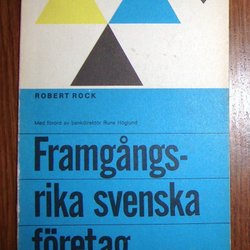 ROBERT ROCK
Med förord av bankdirektör Rune Höglund
Framgångs-
rika svenska
företag